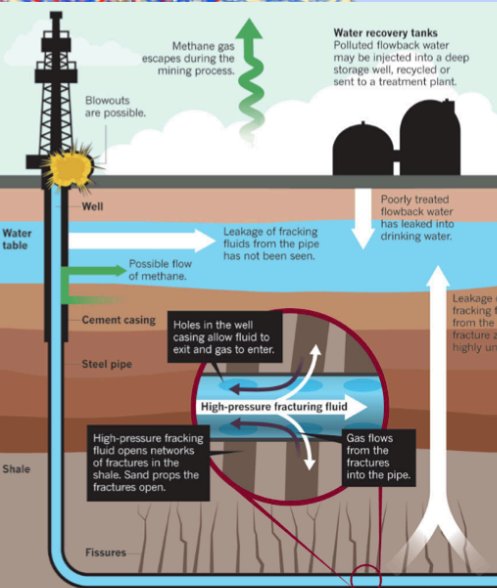 Methane gas
escapes during the
mining process.
Water recovery tanks
Polluted flowback water
may be injected into a deep
storage well, recycled or
sent to a treatment plant.
Blowouts
are possible.
Well
Water
table
Leakage of fracking
fluids from the pipe
has not been seen.
Poorly treated
flowback water
has leaked into
drinking water.
Possible flow
of methane.
Cement casing
Holes in the well
casing allow fluid to
exit and gas to enter.
Leakage
fracking
from the
fracture
highly
Steel pipe
High-pressure fracturing fluid
High-pressure fracking
fluid opens networks
of fractures in the
shale. Sand props the
fractures open.
Gas flows
from the
fractures
into the pipe.
Shale
Fissures